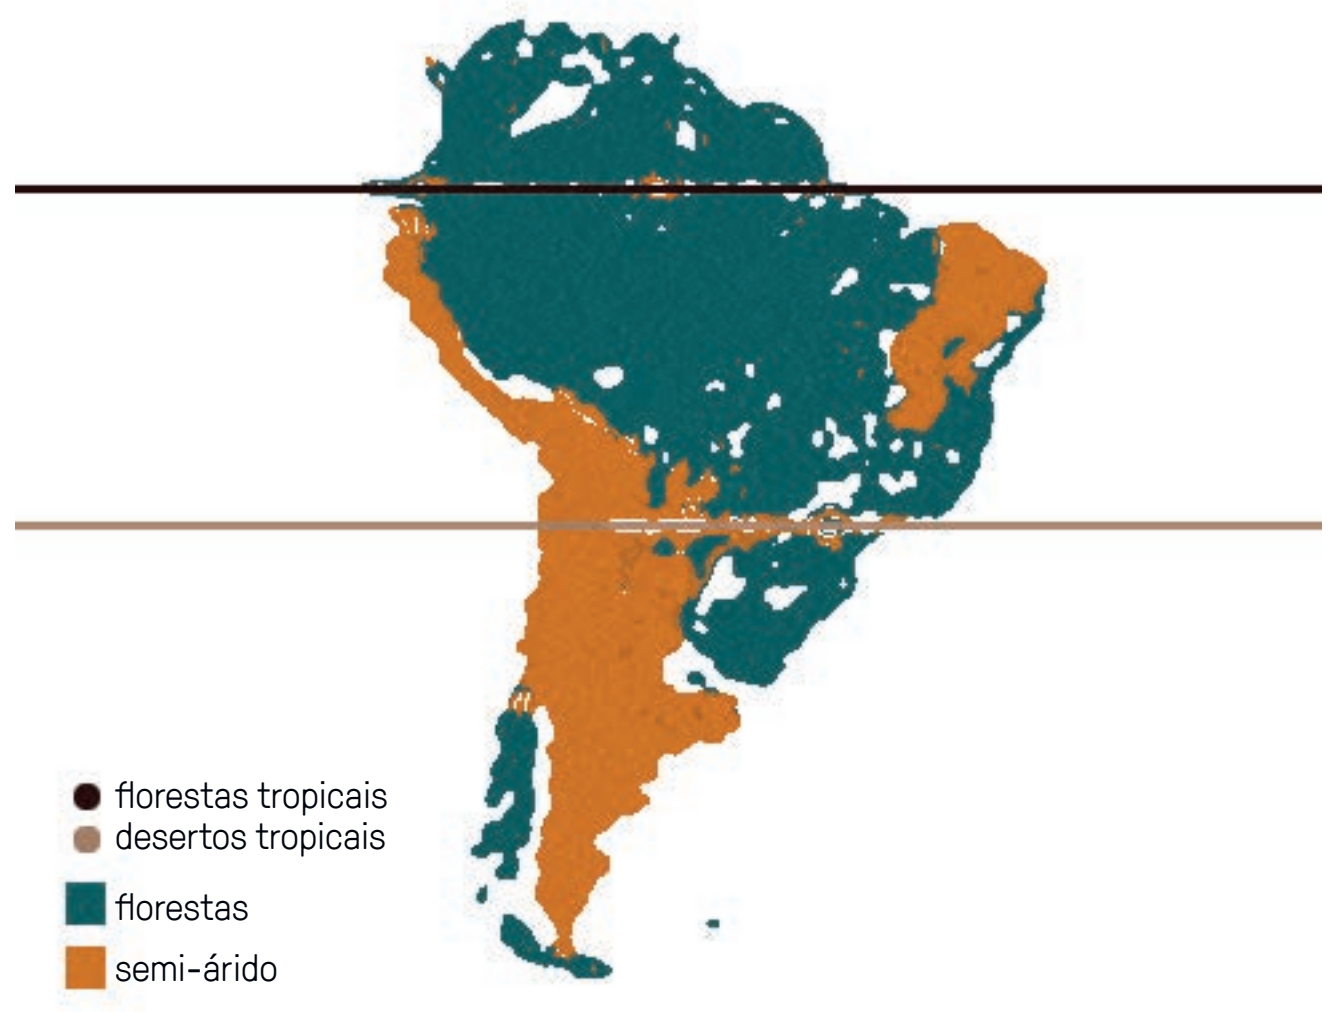 florestas tropicais
desertos tropicais
florestas
semi-árido